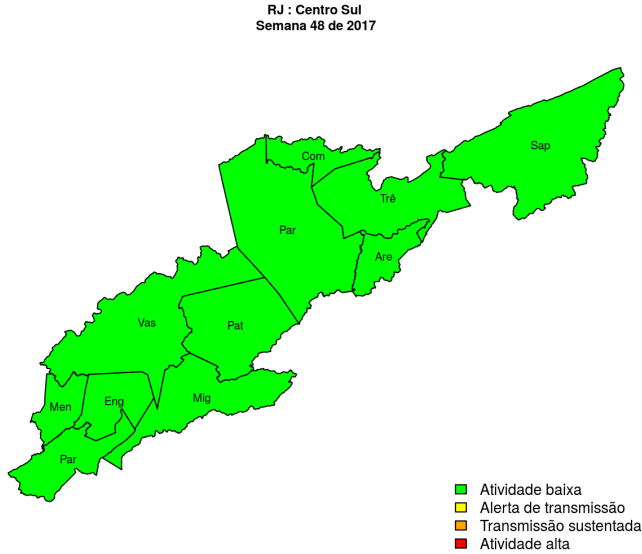 RJ : Centro Sul
Semana 48 de 2017
Sap
Com
Trê
Par
Are
Vas
Pat
Mig
Men
Eng
Par
Atividade baixa
Alerta de transmissão
Transmissão sustentada
Atividade alta